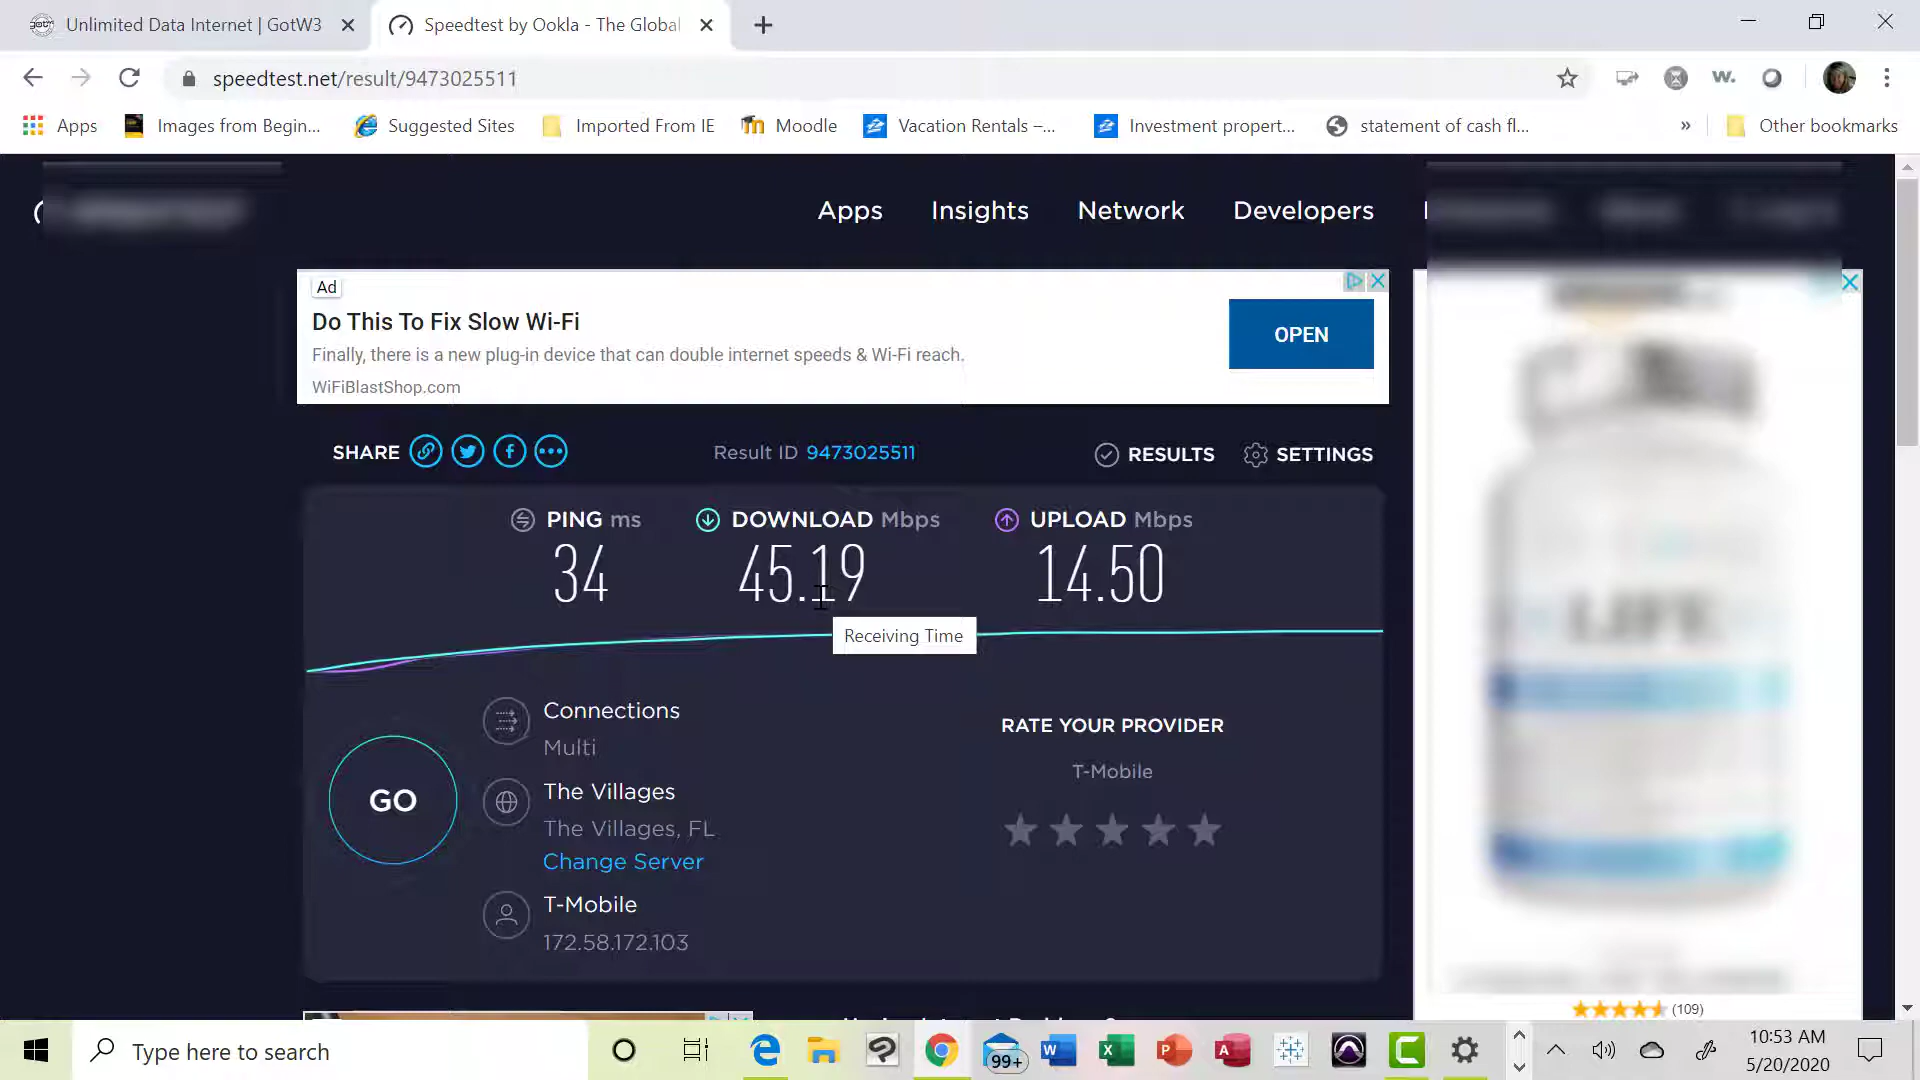 Unlimited Data Internet | GotW3
Speedtest by Ookla - The Global
speedtest.net/result/9473025511
w.
Apps
Images from Begin...
Suggested Sites
Imported From IE
Moodle
Vacation Rentals –...
Investment propert...
statement of cash fl...
»
Other bookmarks
Apps
Insights
Network
Developers
Ad
Do This To Fix Slow Wi-Fi
Finally, there is a new plug-in device that can double internet speeds & Wi-Fi reach.
WiFiBlastShop.com
OPEN
SHARE
Result ID 9473025511
RESULTS
SETTINGS
PING ms
DOWNLOAD Mbps
UPLOAD Mbps
34
45.19
14.50
Receiving Time
Connections
Multi
GO
The Villages
The Villages, FL
Change Server
T-Mobile
172.58.172.103
RATE YOUR PROVIDER
T-Mobile
LIFE
(109)
Type here to search
99+
10:53 AM
5/20/2020